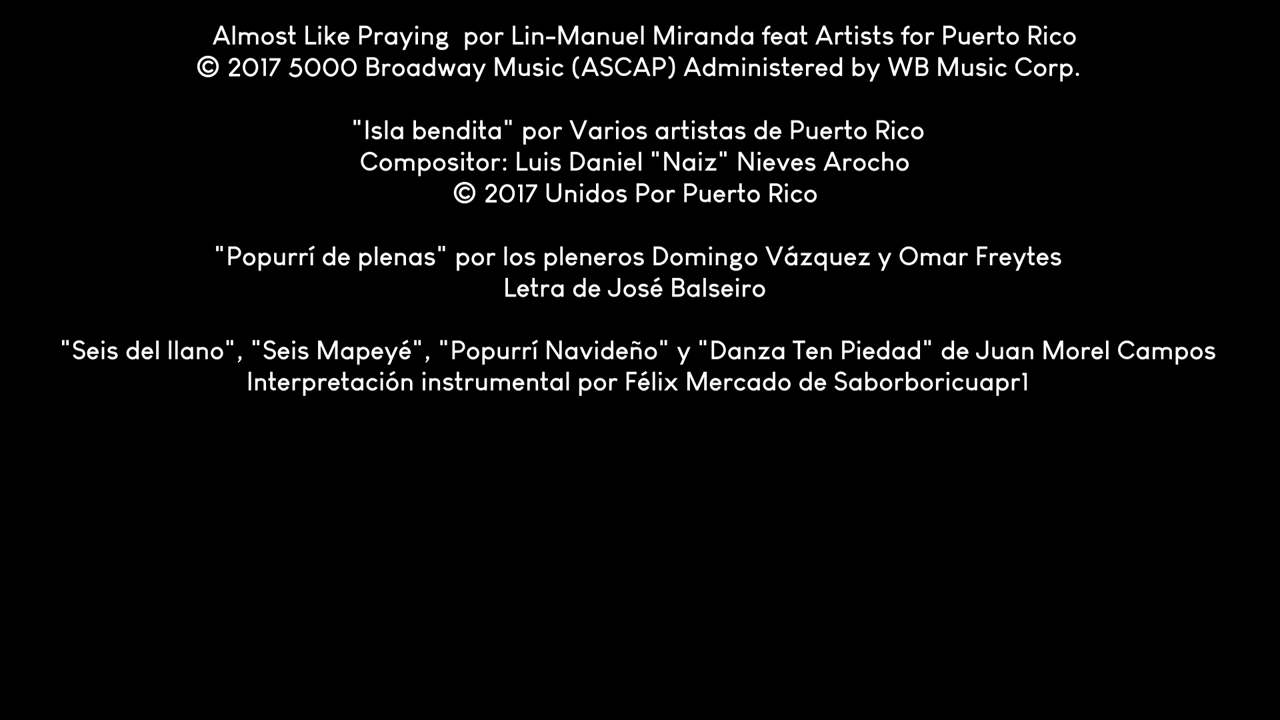 Almost Like Praying  por Lin-Manuel Miranda feat Artists for Puerto Rico
© 2017 5000 Broadway Music (ASCAP) Administered by WB Music Corp.
"Isla bendita" por Varios artistas de Puerto Rico
Compositor: Luis Daniel "Naiz" Nieves Arocho
© 2017 Unidos Por Puerto Rico
"Popurrí de plenas" por los pleneros Domingo Vázquez y Omar Freytes
Letra de José Balseiro
"Seis del llano", "Seis Mapeyé", "Popurrí Navideño" y "Danza Ten Piedad" de Juan Morel Campos
Interpretación instrumental por Félix Mercado de Saborboricuapr1